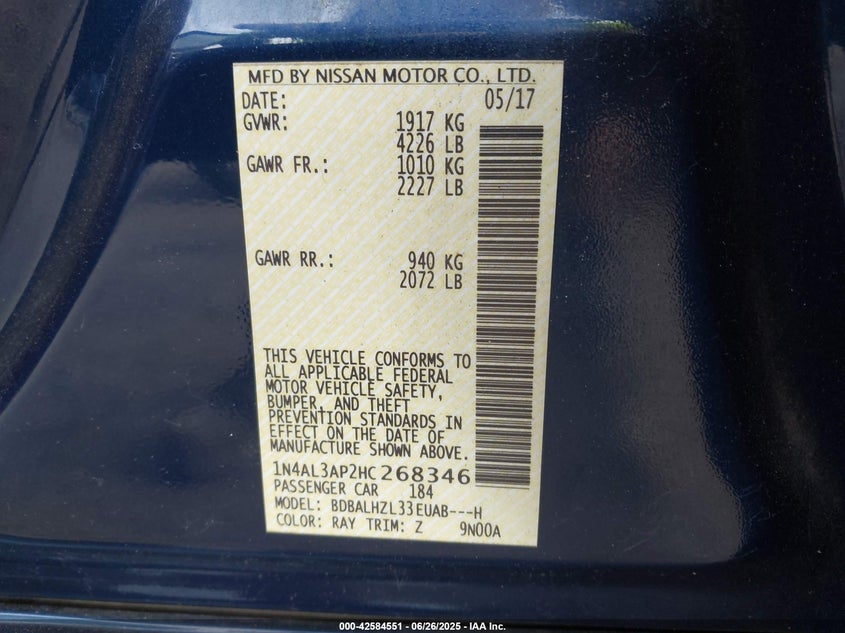 MFD BY NISSAN MOTOR CO., LTD.
DATE: 05/17
GVWR: 1917 KG
4226 LB
GAWR FR.: 1010 KG
2227 LB
GAWR RR.: 940 KG
2072 LB
THIS VEHICLE CONFORMS TO
ALL APPLICABLE FEDERAL
MOTOR VEHICLE SAFETY,
BUMPER, AND THEFT
PREVENTION STANDARDS IN
EFFECT ON THE DATE OF
MANUFACTURE SHOWN ABOVE.
1N4AL3AP2HC268346
PASSENGER CAR 184
MODEL: BDBALHZL33EUAB---H
COLOR: RAY TRIM: Z 9N00A
000-42584551 / 06/26/2025 - IAA Inc.